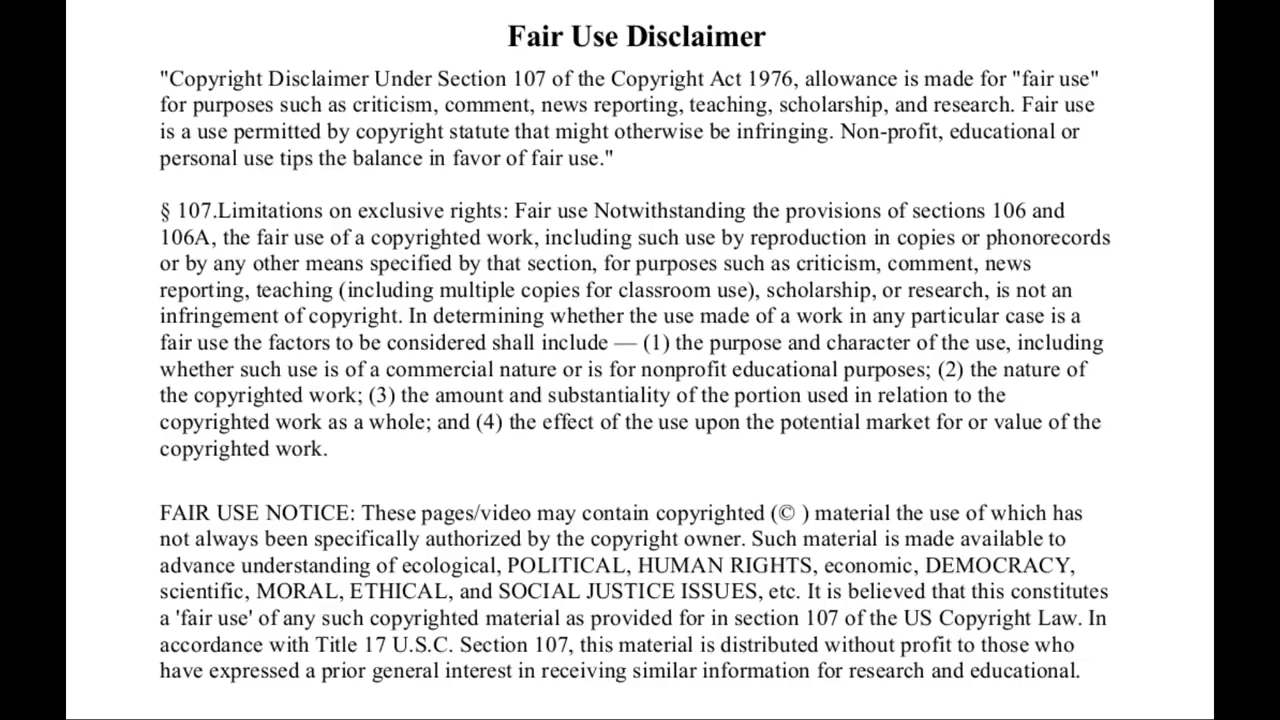 Fair Use Disclaimer
"Copyright Disclaimer Under Section 107 of the Copyright Act 1976, allowance is made for "fair use"
for purposes such as criticism, comment, news reporting, teaching, scholarship, and research. Fair use
is a use permitted by copyright statute that might otherwise be infringing. Non-profit, educational or
personal use tips the balance in favor of fair use."
§ 107.Limitations on exclusive rights: Fair use Notwithstanding the provisions of sections 106 and
106A, the fair use of a copyrighted work, including such use by reproduction in copies or phonorecords
or by any other means specified by that section, for purposes such as criticism, comment, news
reporting, teaching (including multiple copies for classroom use), scholarship, or research, is not an
infringement of copyright. In determining whether the use made of a work in any particular case is a
fair use the factors to be considered shall include — (1) the purpose and character of the use, including
whether such use is of a commercial nature or is for nonprofit educational purposes; (2) the nature of
the copyrighted work; (3) the amount and substantiality of the portion used in relation to the
copyrighted work as a whole; and (4) the effect of the use upon the potential market for or value of the
copyrighted work.
FAIR USE NOTICE: These pages/video may contain copyrighted (© ) material the use of which has
not always been specifically authorized by the copyright owner. Such material is made available to
advance understanding of ecological, POLITICAL, HUMAN RIGHTS, economic, DEMOCRACY,
scientific, MORAL, ETHICAL, and SOCIAL JUSTICE ISSUES, etc. It is believed that this constitutes
a 'fair use' of any such copyrighted material as provided for in section 107 of the US Copyright Law. In
accordance with Title 17 U.S.C. Section 107, this material is distributed without profit to those who
have expressed a prior general interest in receiving similar information for research and educational.